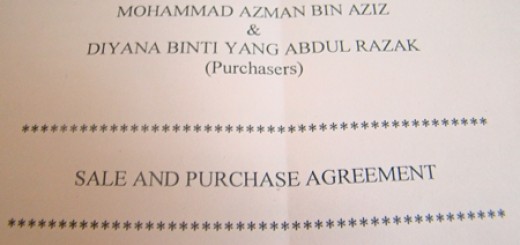 MOHAMMAD AZMAN BIN AZIZ
&
DIYANA BINTI YANG ABDUL RAZAK
(Purchasers)
************************************************
SALE AND PURCHASE AGREEMENT
************************************************